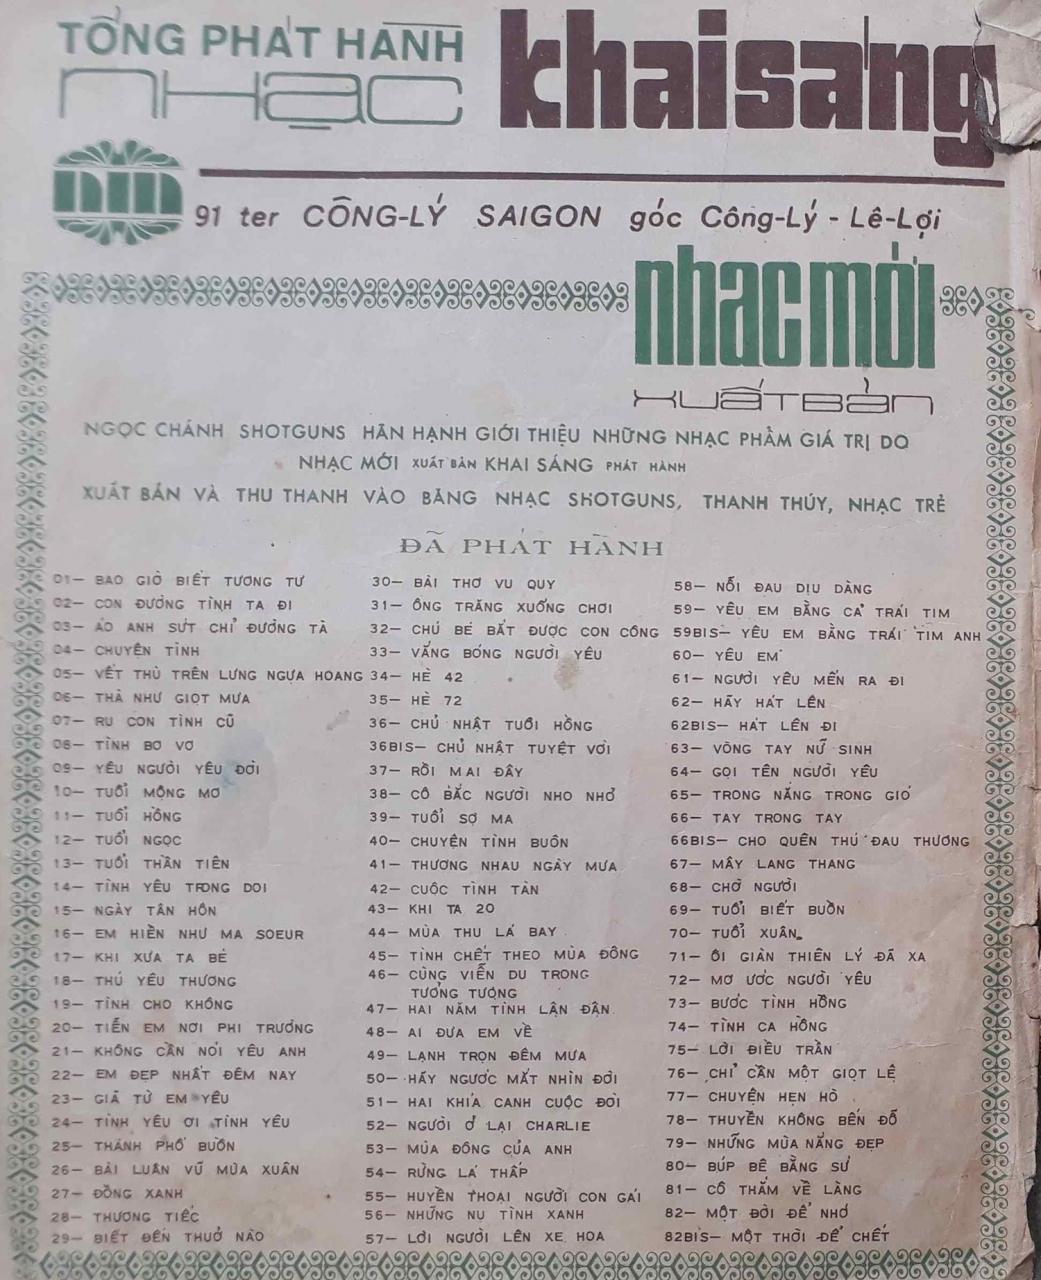 TỔNG PHÁT HÀNH
NHẠC
khai sáng
nm
91 ter CÔNG-LÝ SAIGON góc Công-Lý - Lê-Lợi
nhạc mới
XUẤT BẢN
NGỌC CHÁNH SHOTGUNS HÂN HẠNH GIỚI THIỆU NHỮNG NHẠC PHẨM GIÁ TRỊ DO
NHẠC MỚI XUẤT BẢN KHAI SÁNG PHÁT HÀNH
XUẤT BẢN VÀ THU THANH VÀO BĂNG NHẠC SHOTGUNS, THANH THÚY, NHẠC TRẺ
ĐÃ PHÁT HÀNH
01— BAO GIỜ BIẾT TƯƠNG TƯ
02— CON ĐƯỜNG TÌNH TA ĐI
03— ÁO ANH SỨT CHỈ ĐƯỜNG TÀ
04— CHUYỆN TÌNH
05— VẾT THÙ TRÊN LƯNG NGỰA HOANG
06— THÀ NHƯ GIỌT MƯA
07— RU CON TÌNH CŨ
08— TÌNH BƠ VƠ
09— YÊU NGƯỜI YÊU ĐỜI
10— TUỔI MỘNG MƠ
11— TUỔI HỒNG
12— TUỔI NGỌC
13— TUỔI THẦN TIÊN
14— TÌNH YÊU TRONG DOI
15— NGÀY TÂN HÔN
16— EM HIỀN NHƯ MA SOEUR
17— KHI XƯA TA BÉ
18— THÚ YÊU THƯƠNG
19— TÌNH CHO KHÔNG
20— TIỄN EM NƠI PHI TRƯỜNG
21— KHÔNG CẦN NÓI YÊU ANH
22— EM ĐẸP NHẤT ĐÊM NAY
23— GIÃ TỪ EM YÊU
24— TÌNH YÊU ƠI TÌNH YÊU
25— THÀNH PHỐ BUỒN
26— BÀI LUÂN VŨ MÙA XUÂN
27— ĐỒNG XANH
28— THƯƠNG TIẾC
29— BIẾT ĐẾN THUỞ NÀO
30— BÀI THƠ VU QUY
31— ÔNG TRĂNG XUỐNG CHƠI
32— CHÚ BÉ BẮT ĐƯỢC CON CÔNG
33— VẮNG BÓNG NGƯỜI YÊU
34— HÈ 42
35— HÈ 72
36— CHỦ NHẬT TUỔI HỒNG
36BIS— CHỦ NHẬT TUYỆT VỜI
37— RỒI MAI ĐÂY
38— CÔ BẮC NGƯỜI NHO NHỎ
39— TUỔI SỢ MA
40— CHUYỆN TÌNH BUỒN
41— THƯƠNG NHAU NGÀY MƯA
42— CUỘC TÌNH TÀN
43— KHI TA 20
44— MÙA THU LÁ BAY
45— TÌNH CHẾT THEO MÙA ĐÔNG
46— CÙNG VIỄN DU TRONG
TƯỞNG TƯỢNG
47— HAI NĂM TÌNH LẬN ĐẬN
48— AI ĐƯA EM VỀ
49— LẠNH TRỌN ĐÊM MƯA
50— HÃY NGƯỚC MẮT NHÌN ĐỜI
51— HAI KHÍA CẠNH CUỘC ĐỜI
52— NGƯỜI Ở LẠI CHARLIE
53— MÙA ĐÔNG CỦA ANH
54— RỪNG LÁ THẤP
55— HUYỀN THOẠI NGƯỜI CON GÁI
56— NHỮNG NỤ TÌNH XANH
57— LỜI NGƯỜI LÊN XE HOA
58— NỖI ĐAU DỊU DÀNG
59— YÊU EM BẰNG CẢ TRÁI TIM
59BIS— YÊU EM BẰNG TRÁI TIM ANH
60— YÊU EM
61— NGƯỜI YÊU MẾN RA ĐI
62— HÃY HÁT LÊN
62BIS— HÁT LÊN ĐI
63— VÒNG TAY NỮ SINH
64— GỌI TÊN NGƯỜI YÊU
65— TRONG NẮNG TRONG GIÓ
66— TAY TRONG TAY
66BIS— CHO QUÊN THÚ ĐAU THƯƠNG
67— MÂY LANG THANG
68— CHỜ NGƯỜI
69— TUỔI BIẾT BUỒN
70— TUỔI XUÂN
71— ÔI GIÀN THIÊN LÝ ĐÃ XA
72— MƠ ƯỚC NGƯỜI YÊU
73— BƯỚC TÌNH HỒNG
74— TÌNH CA HỒNG
75— LỜI ĐIÊU TRẦN
76— CHỈ CẦN MỘT GIỌT LỆ
77— CHUYỆN HẸN HÒ
78— THUYỀN KHÔNG BẾN ĐỖ
79— NHỮNG MÙA NẮNG ĐẸP
80— BÚP BÊ BẰNG SỨ
81— CÔ THẮM VỀ LÀNG
82— MỘT ĐỜI ĐỂ NHỚ
82BIS— MỘT THỜI ĐỂ CHẾT